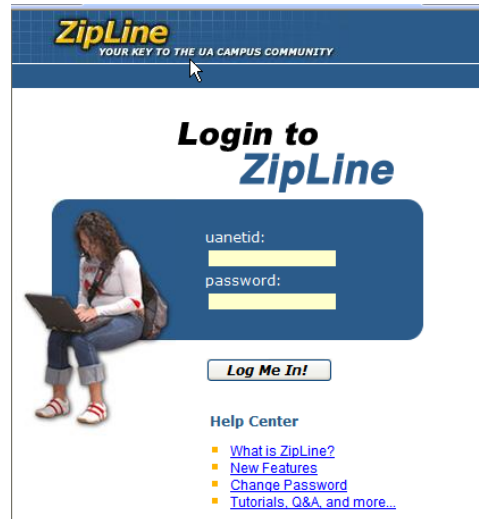 ZipLine
YOUR KEY TO THE UA CAMPUS COMMUNITY
Login to
ZipLine
uanetid:
password:
Log Me In!
Help Center
What is ZipLine?
New Features
Change Password
Tutorials, Q&A, and more...